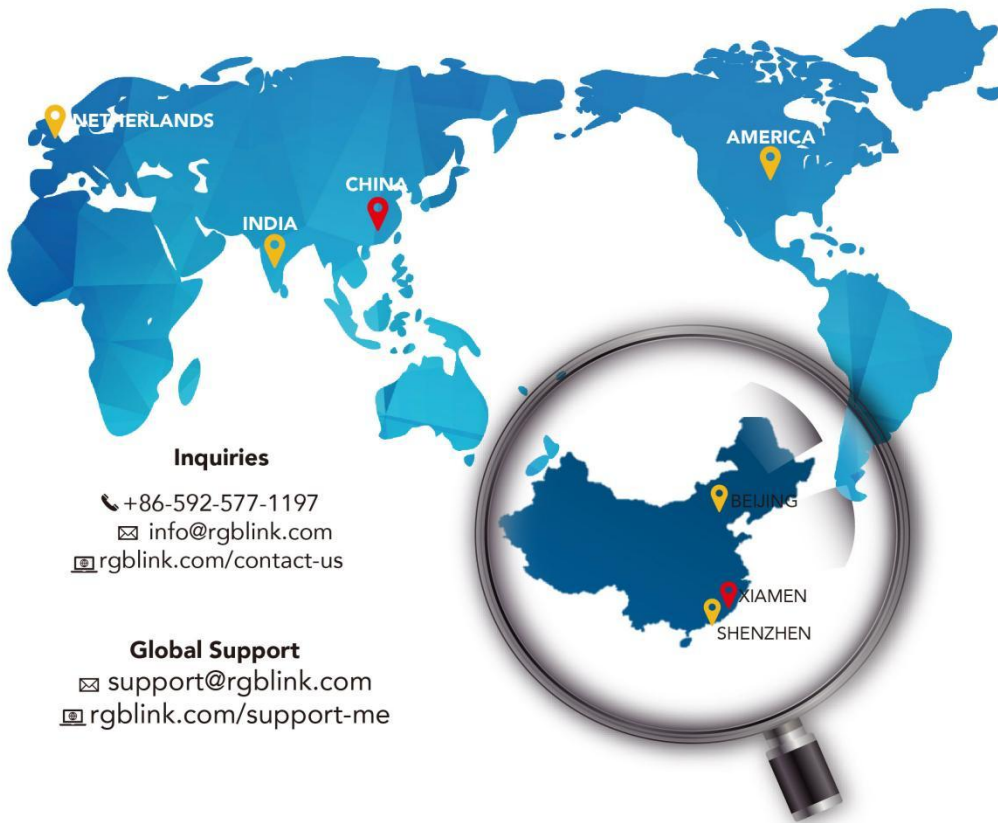 NETHERLANDS
AMERICA
CHINA
INDIA
Inquiries
+86-592-577-1197
info@rgblink.com
rgblink.com/contact-us
BEIJING
XIAMEN
SHENZHEN
Global Support
support@rgblink.com
rgblink.com/support-me